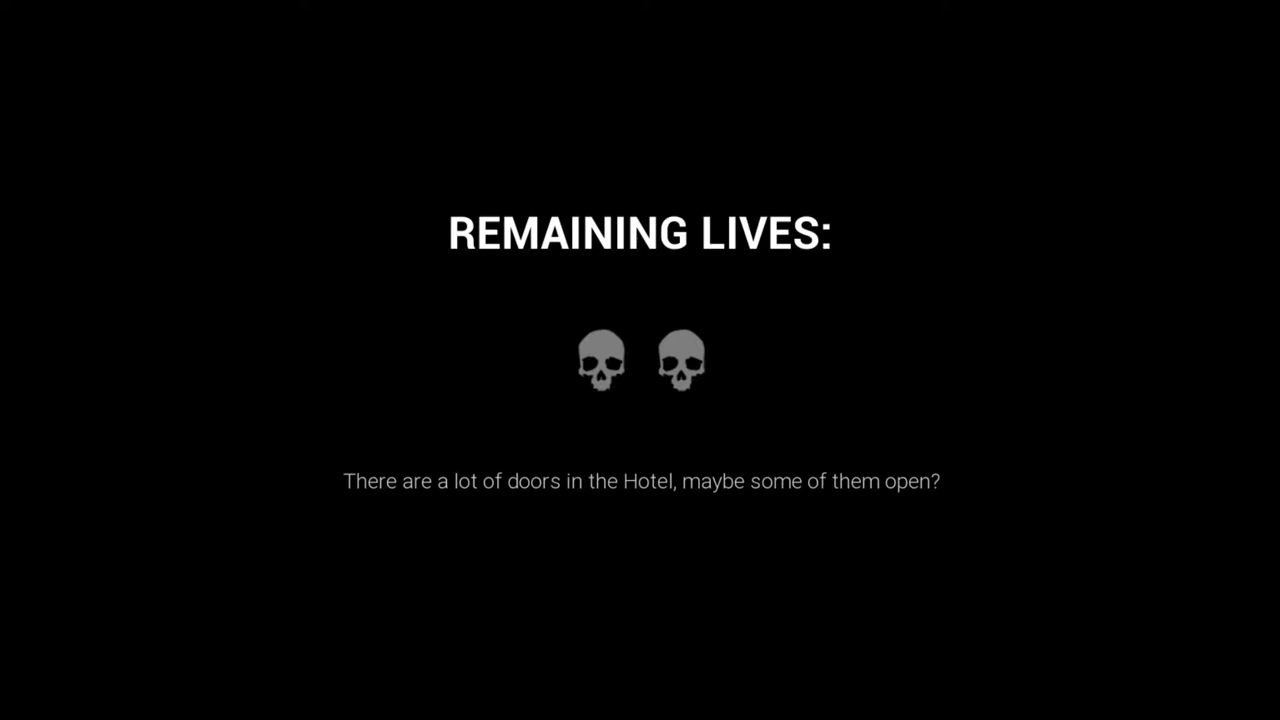 REMAINING LIVES:
There are a lot of doors in the Hotel, maybe some of them open?